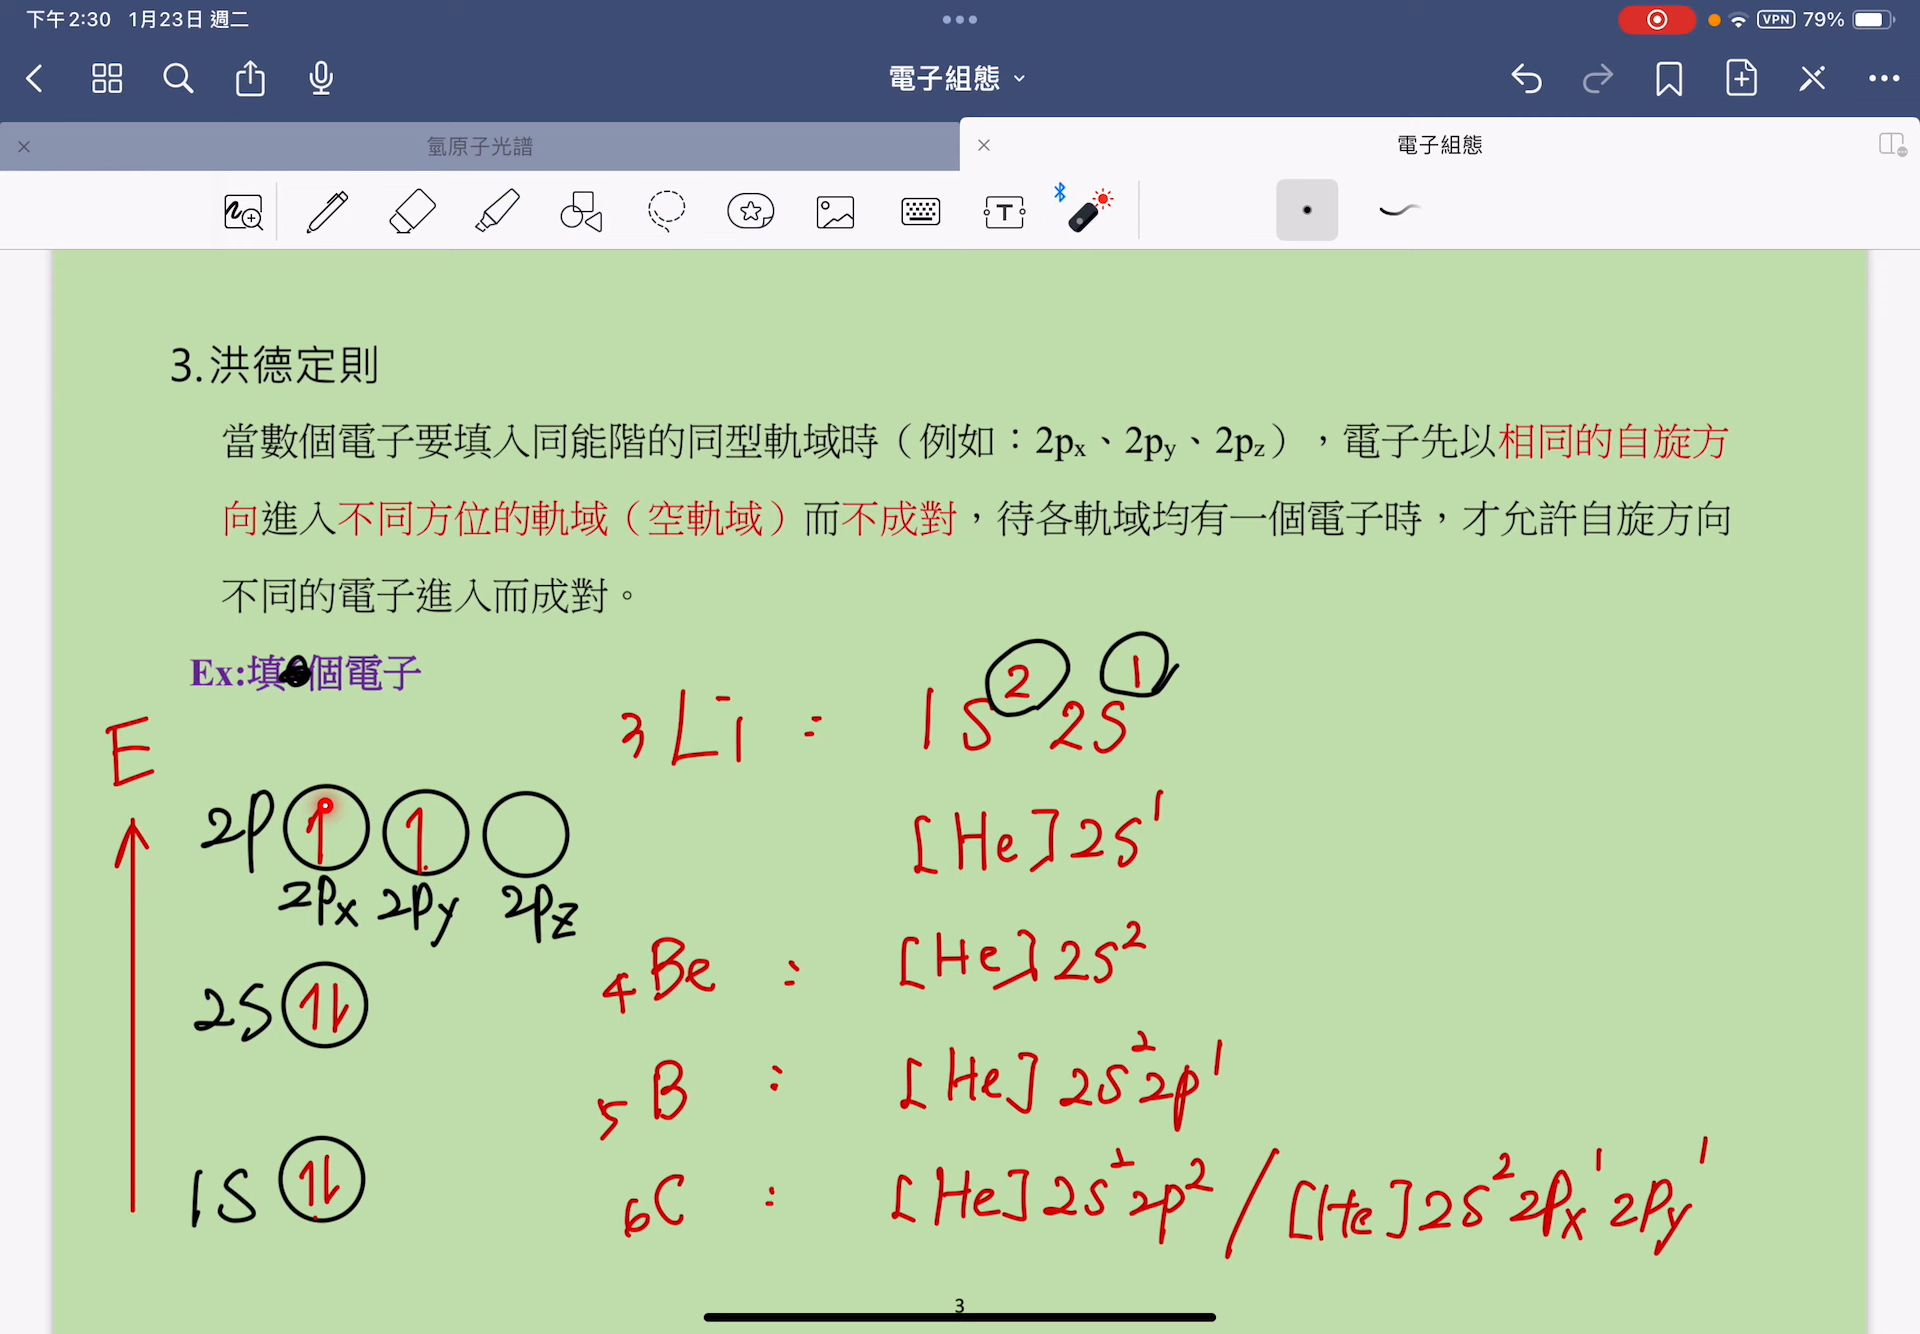 下午2:30 1月23日 週二
VPN 79%
電子組態
氫原子光譜
電子組態
3.洪德定則
當數個電子要填入同能階的同型軌域時（例如：2px、2py、2pz），電子先以相同的自旋方
向進入不同方位的軌域（空軌域）而不成對，待各軌域均有一個電子時，才允許自旋方向
不同的電子進入而成對。
Ex:填個電子
3Li : 1s² 2s¹
[He] 2s¹
4Be : [He] 2s²
5B : [He] 2s² 2p¹
6C : [He] 2s² 2p² / [He] 2s² 2Px¹ 2Py¹
E
2P
2Px 2Py 2Pz
2S
1S
3